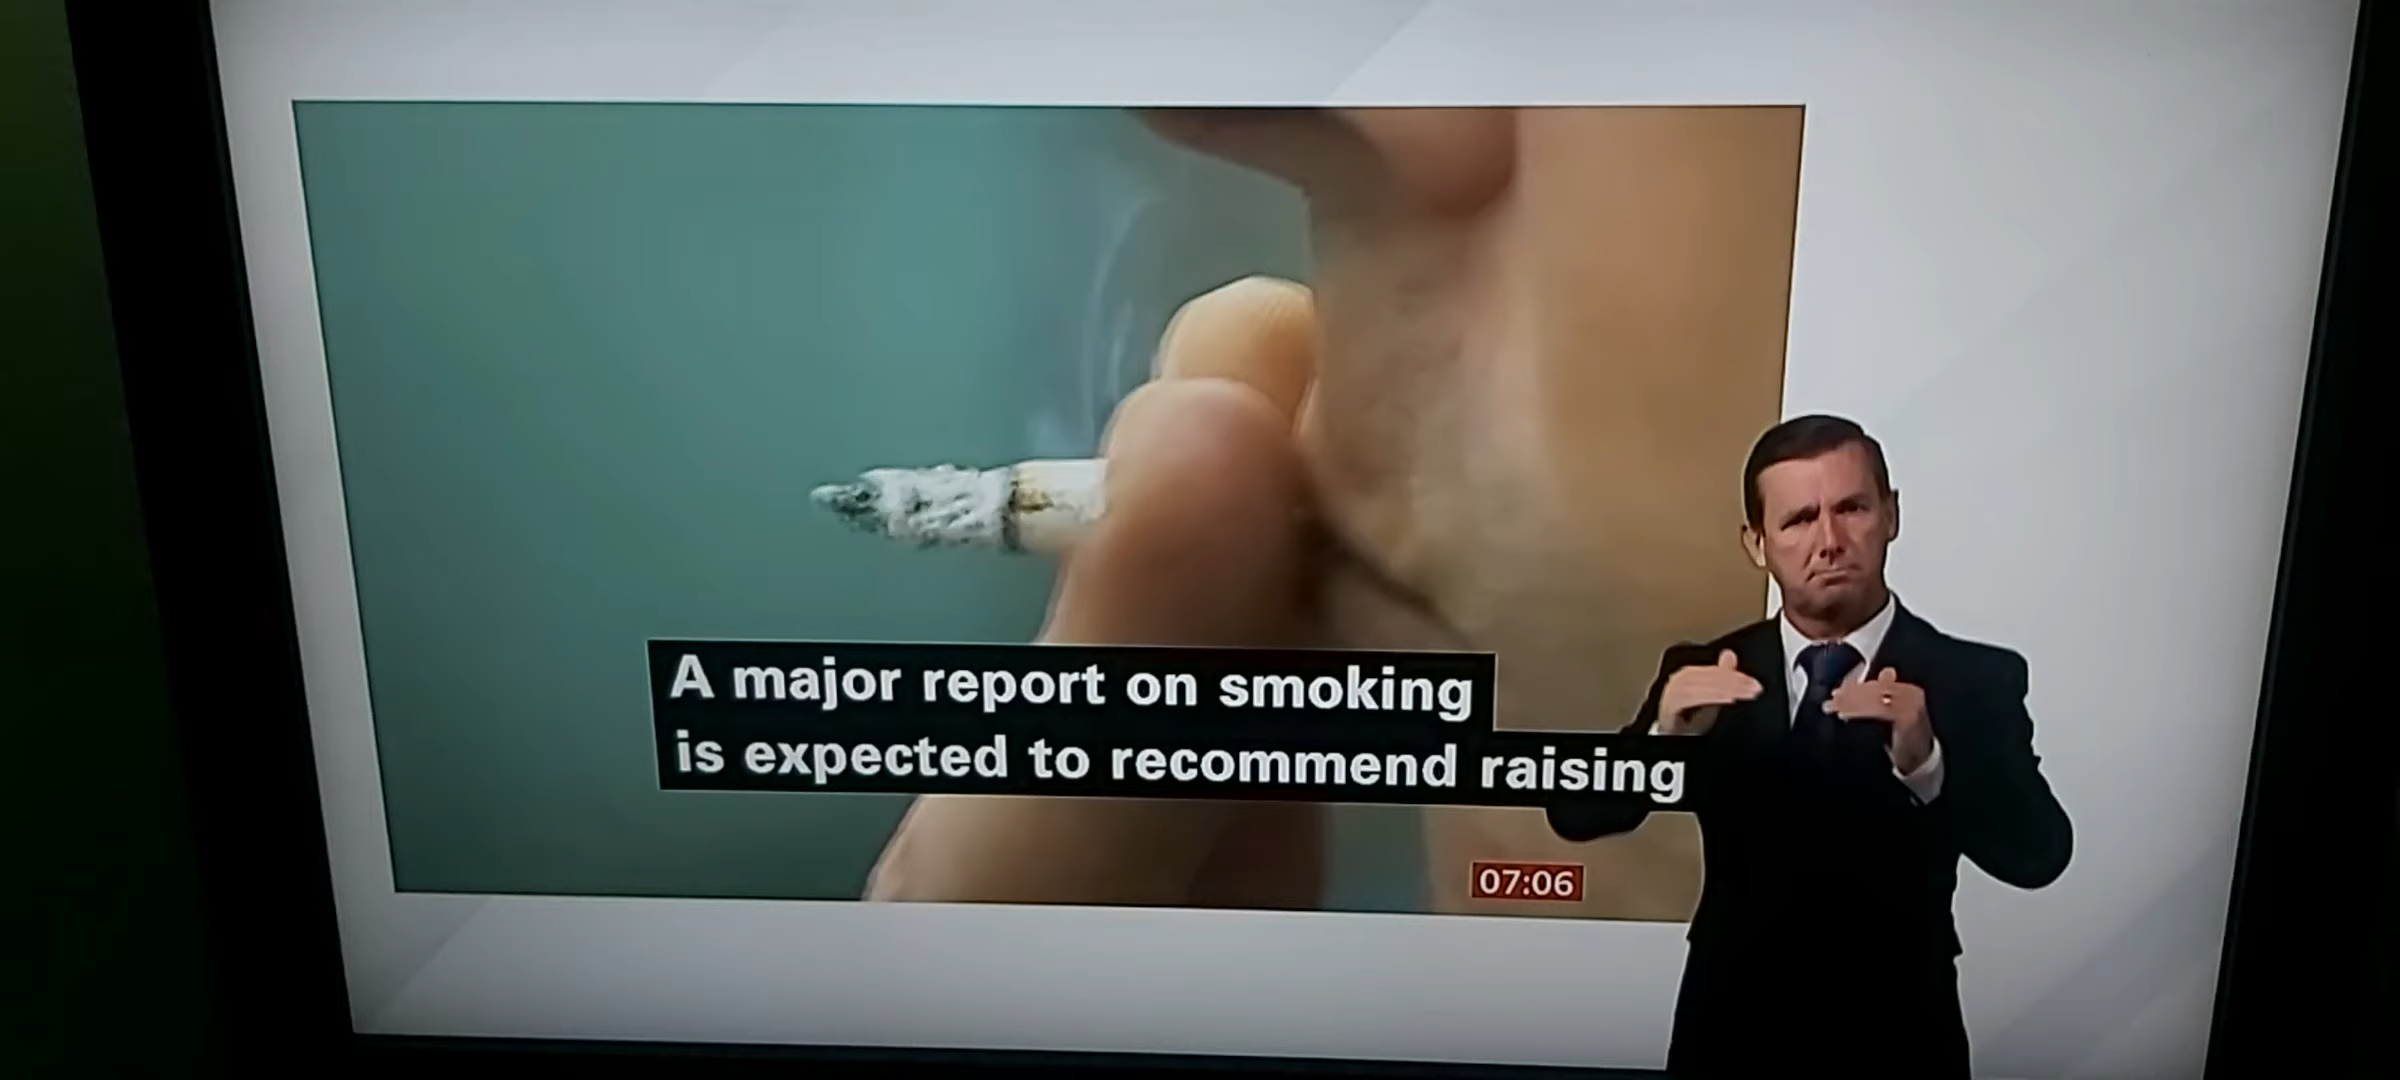 A major report on smoking
is expected to recommend raising
07:06